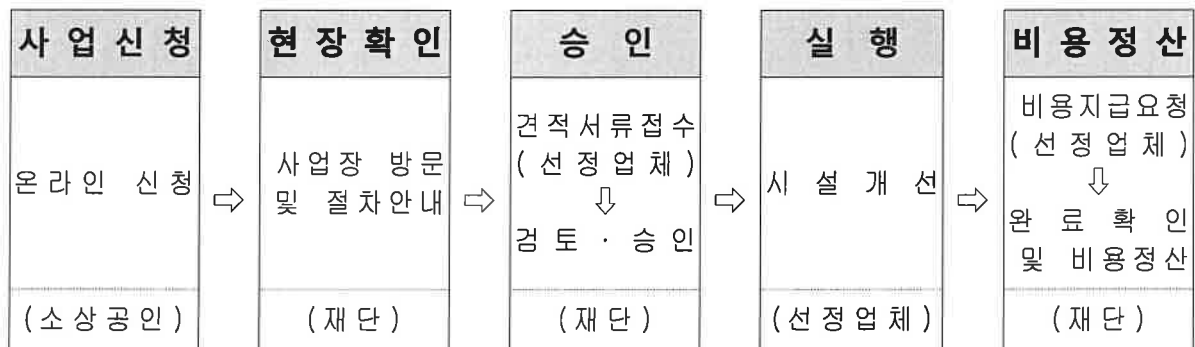 사업신청
온라인 신청
(소상공인)
⇨
현장확인
사업장 방문
및 절차안내
(재단)
⇨
승인
견적서류접수
(선정업체)
⇩
검토 · 승인
(재단)
⇨
실행
시설개선
(선정업체)
⇨
비용정산
비용지급요청
(선정업체)
⇩
완료확인
및 비용정산
(재단)